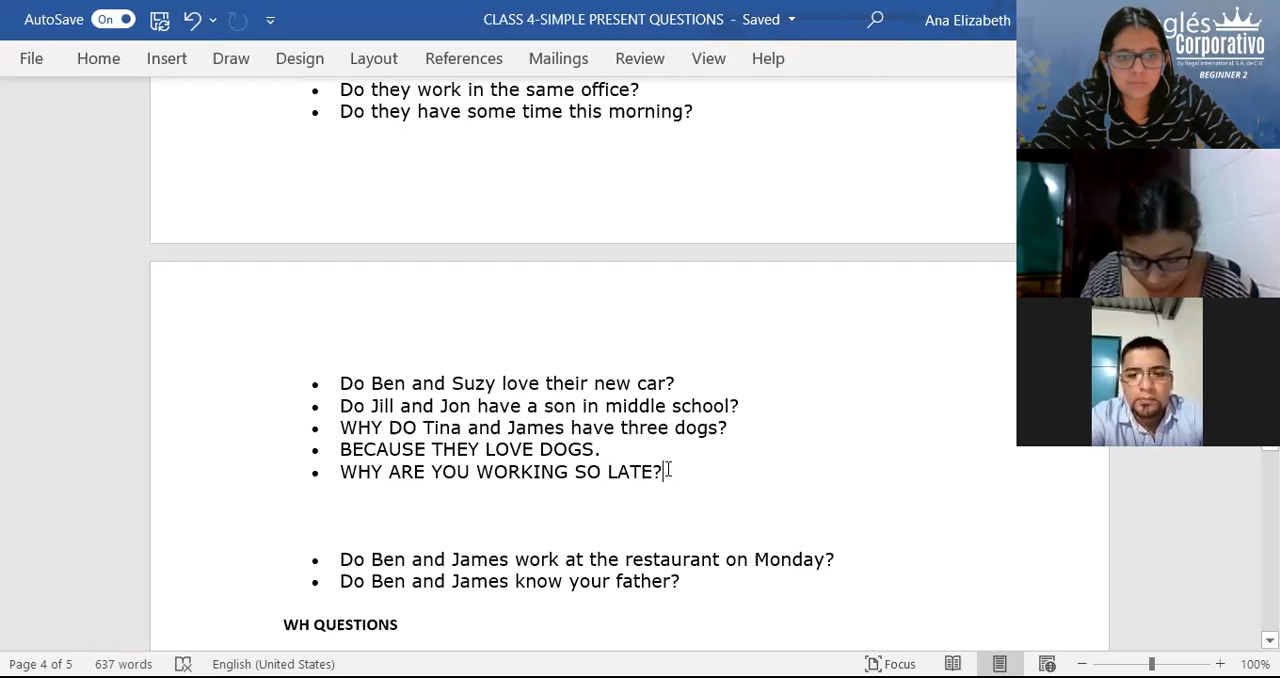 AutoSave On CLASS 4-SIMPLE PRESENT QUESTIONS - Saved Ana Elizabeth
File Home Insert Draw Design Layout References Mailings Review View Help
glés
Corporativo
By Regal International, S.A. de C.V.
BEGINNER 2
• Do they work in the same office?
• Do they have some time this morning?
• Do Ben and Suzy love their new car?
• Do Jill and Jon have a son in middle school?
• WHY DO Tina and James have three dogs?
• BECAUSE THEY LOVE DOGS.
• WHY ARE YOU WORKING SO LATE?
• Do Ben and James work at the restaurant on Monday?
• Do Ben and James know your father?
WH QUESTIONS
Page 4 of 5 637 words English (United States) Focus 100%